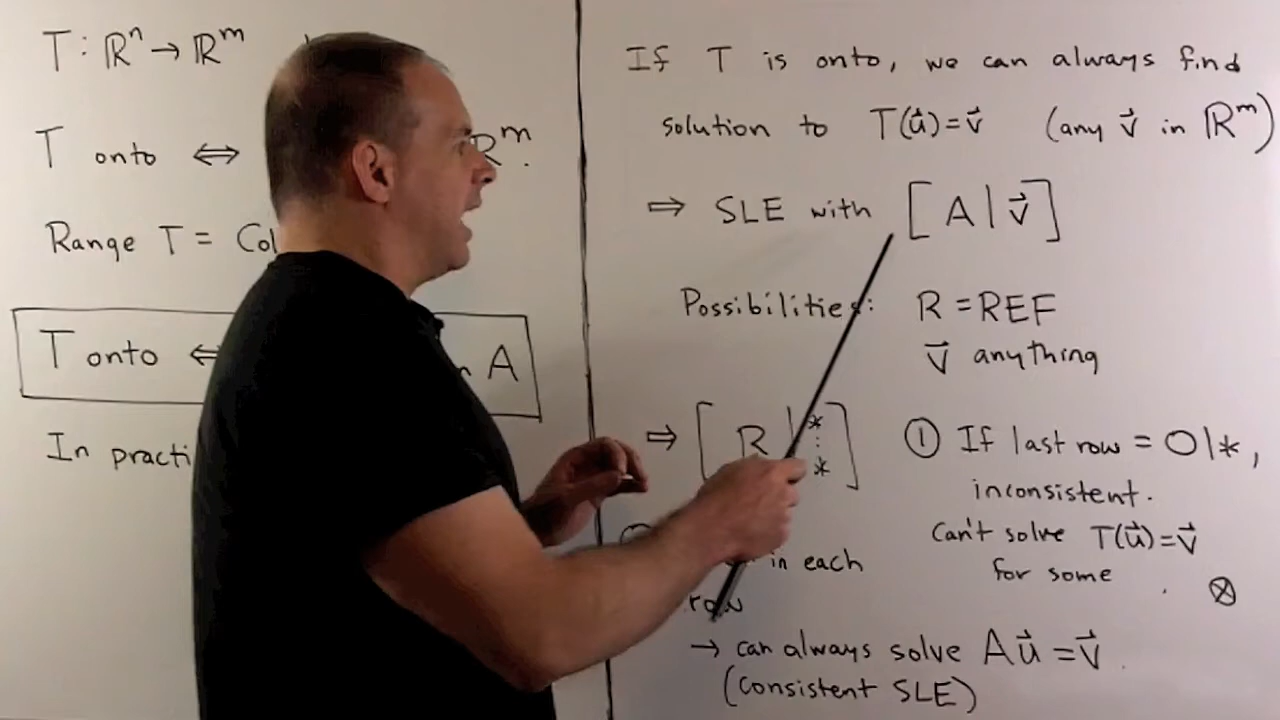 T : ℝⁿ → ℝᵐ
T onto ⇔ ℝᵐ.
Range T = Col
T onto ⇔ A
In practi
If T is onto, we can always find
solution to T(u⃗)=v⃗ (any v⃗ in ℝᵐ)
⇒ SLE with [A|v⃗]
Possibilities: R = REF
v⃗ anything
⇒ [R | * : *]
① If last row = 0|*,
inconsistent.
Can't solve T(u⃗)=v⃗
for some . ⊗
in each
row
→ can always solve Au⃗ = v⃗.
(Consistent SLE)